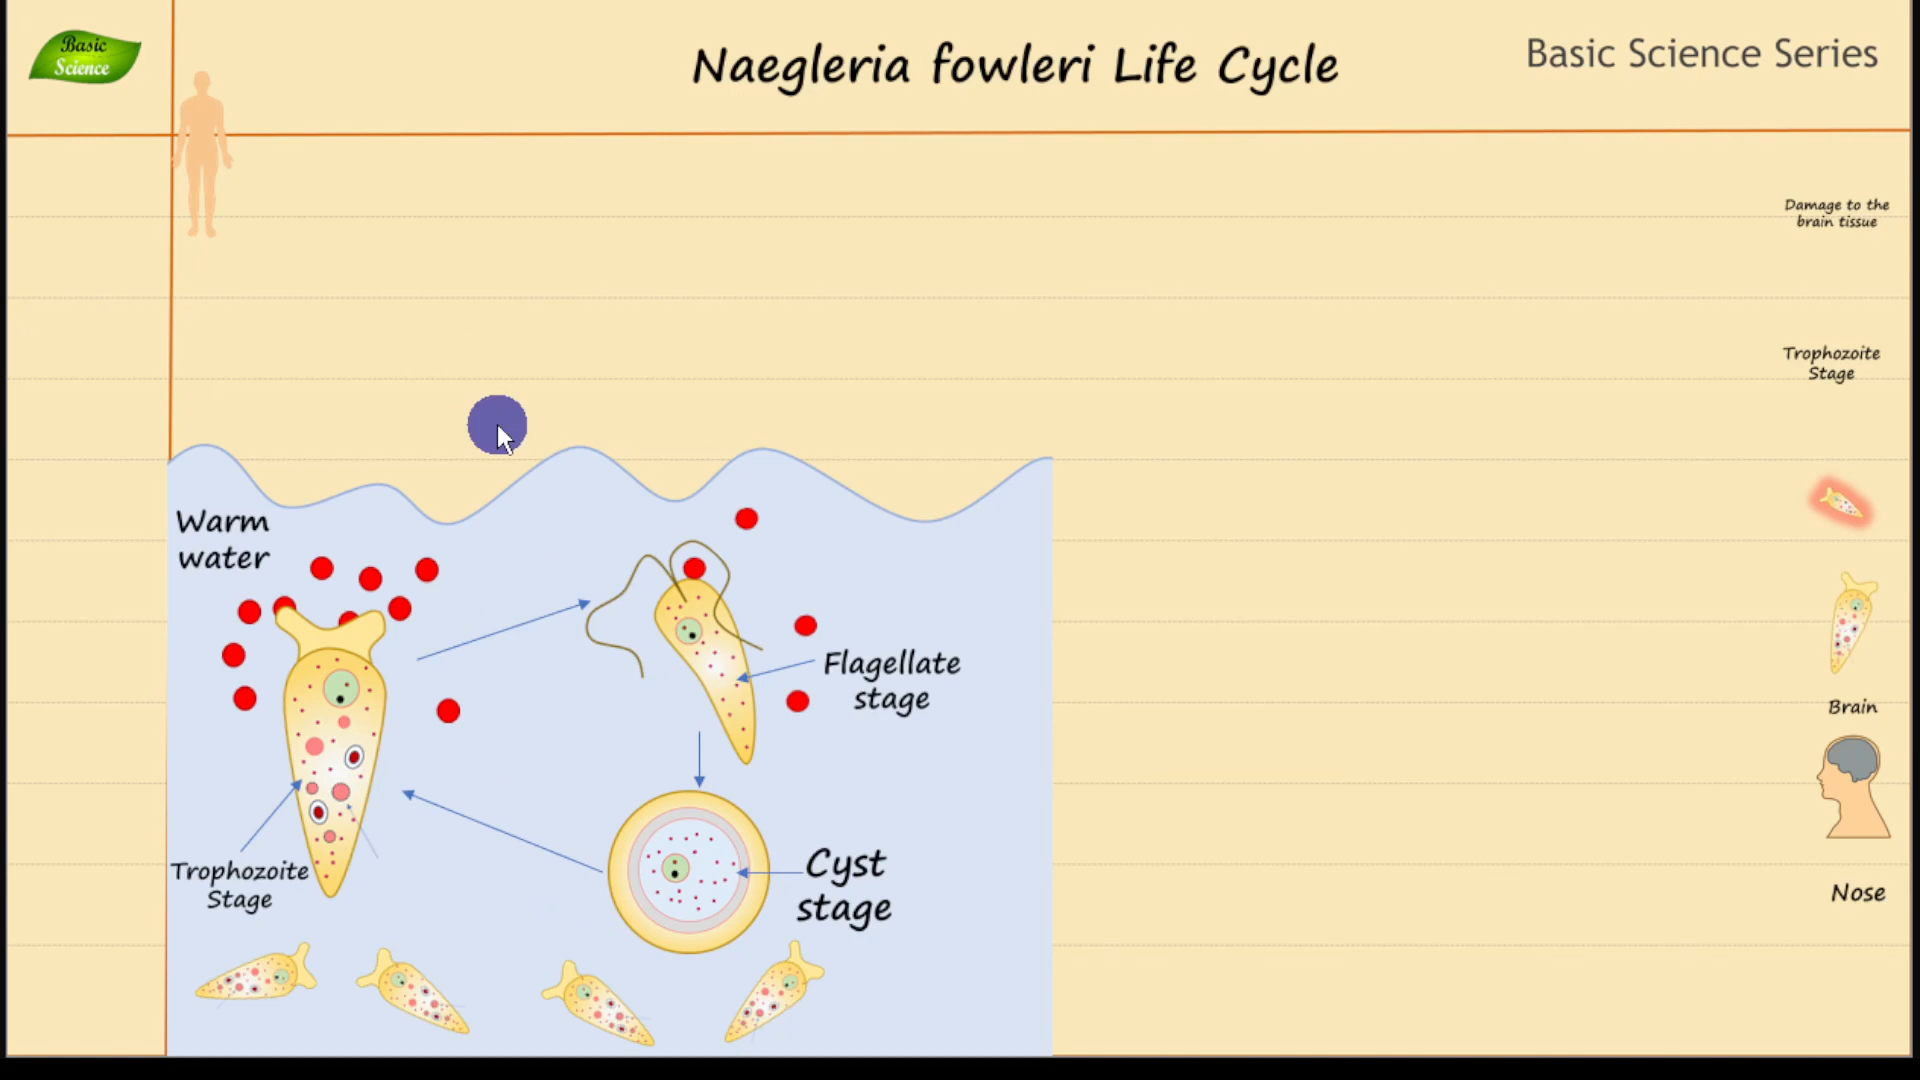 Basic
Science
Naegleria fowleri Life Cycle
Basic Science Series
Damage to the
brain tissue
Trophozoite
Stage
Warm
water
Flagellate
stage
Trophozoite
Stage
Cyst
stage
Brain
Nose